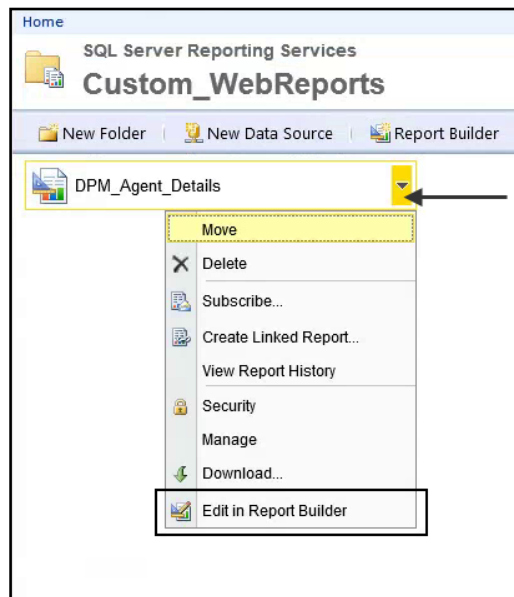 Home
SQL Server Reporting Services
Custom_WebReports
New Folder New Data Source Report Builder
DPM_Agent_Details
Move
Delete
Subscribe...
Create Linked Report...
View Report History
Security
Manage
Download...
Edit in Report Builder